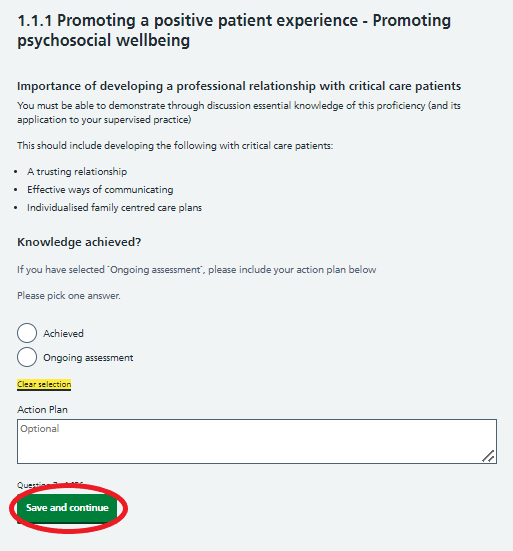 1.1.1 Promoting a positive patient experience - Promoting
psychosocial wellbeing
Importance of developing a professional relationship with critical care patients
You must be able to demonstrate through discussion essential knowledge of this proficiency (and its
application to your supervised practice)
This should include developing the following with critical care patients:
• A trusting relationship
• Effective ways of communicating
• Individualised family centred care plans
Knowledge achieved?
If you have selected 'Ongoing assessment', please include your action plan below
Please pick one answer.
Achieved
Ongoing assessment
Clear selection
Action Plan
Optional
Question
Save and continue